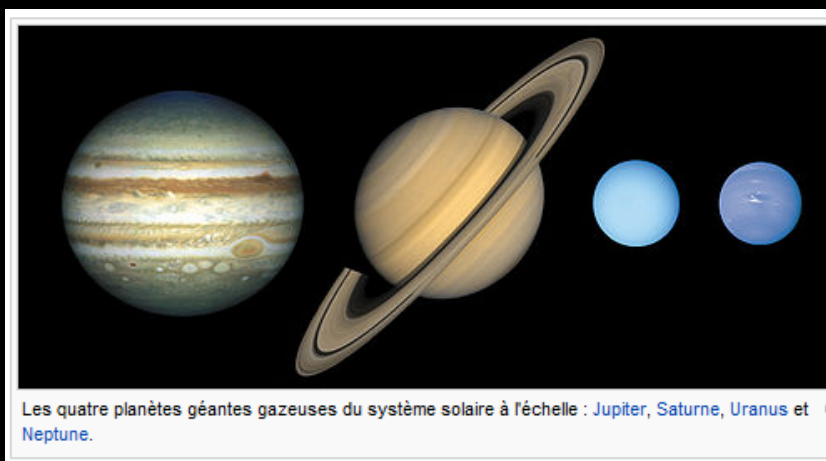 Les quatre planètes géantes gazeuses du système solaire à l'échelle : Jupiter, Saturne, Uranus et
Neptune.